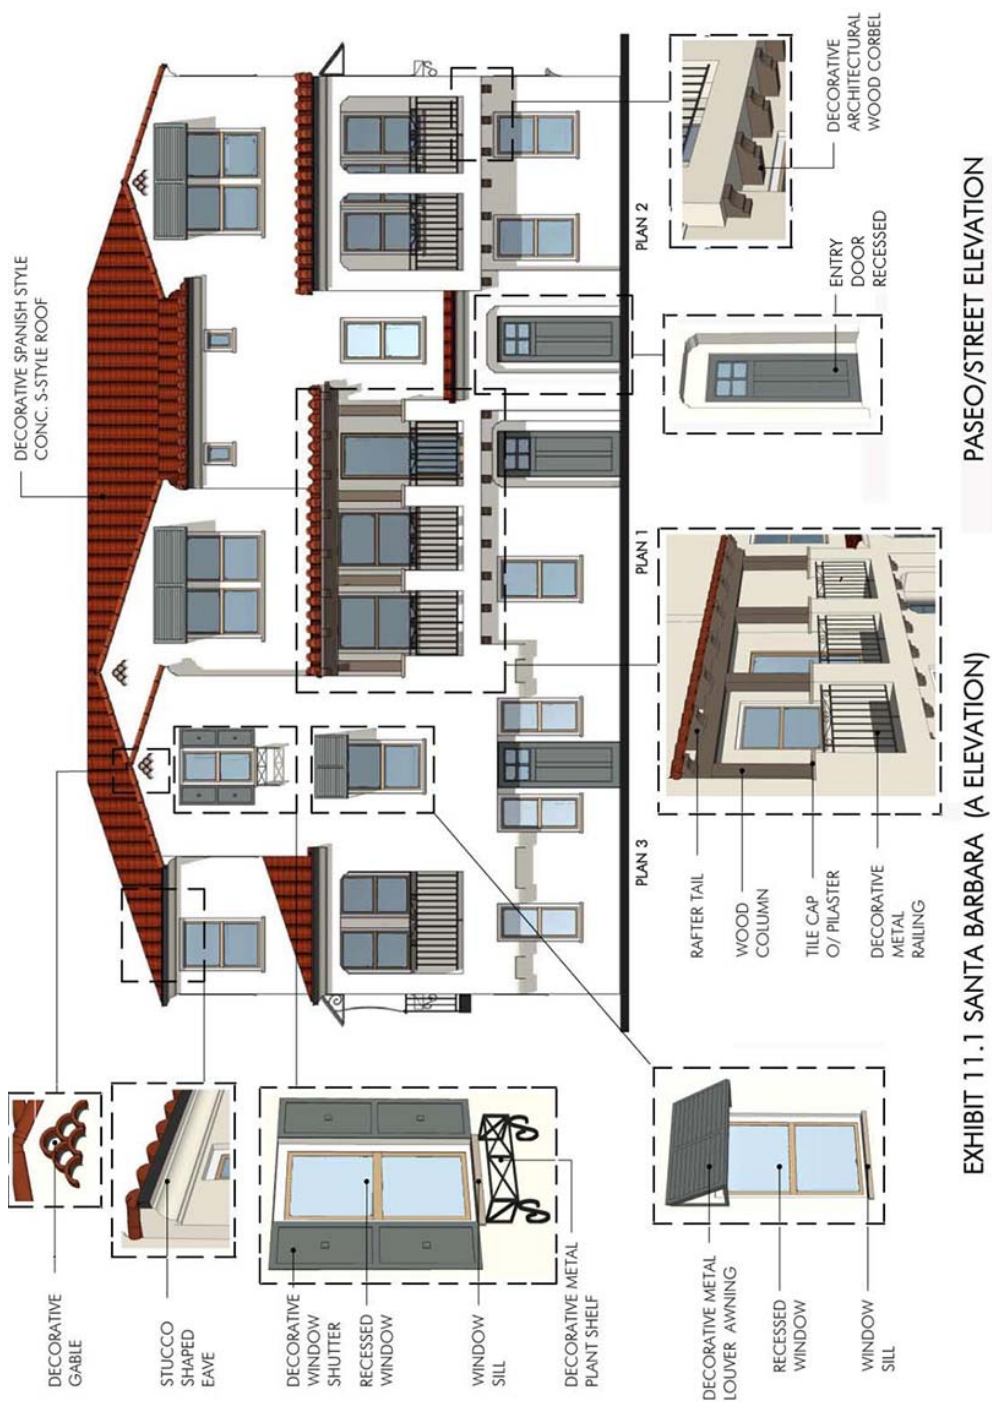 DECORATIVE
GABLE
STUCCO
SHAPED
EAVE
DECORATIVE
WINDOW
SHUTTER
RECESSED
WINDOW
WINDOW
SILL
DECORATIVE METAL
PLANT SHELF
DECORATIVE METAL
LOUVER AWNING
RECESSED
WINDOW
WINDOW
SILL
DECORATIVE SPANISH STYLE
CONC. S-STYLE ROOF
PLAN 3
PLAN 1
PLAN 2
RAFTER TAIL
WOOD
COLUMN
TILE CAP
O/ PILASTER
DECORATIVE
METAL
RAILING
ENTRY
DOOR
RECESSED
DECORATIVE
ARCHITECTURAL
WOOD CORBEL
EXHIBIT 11.1 SANTA BARBARA (A ELEVATION)
PASEO/STREET ELEVATION